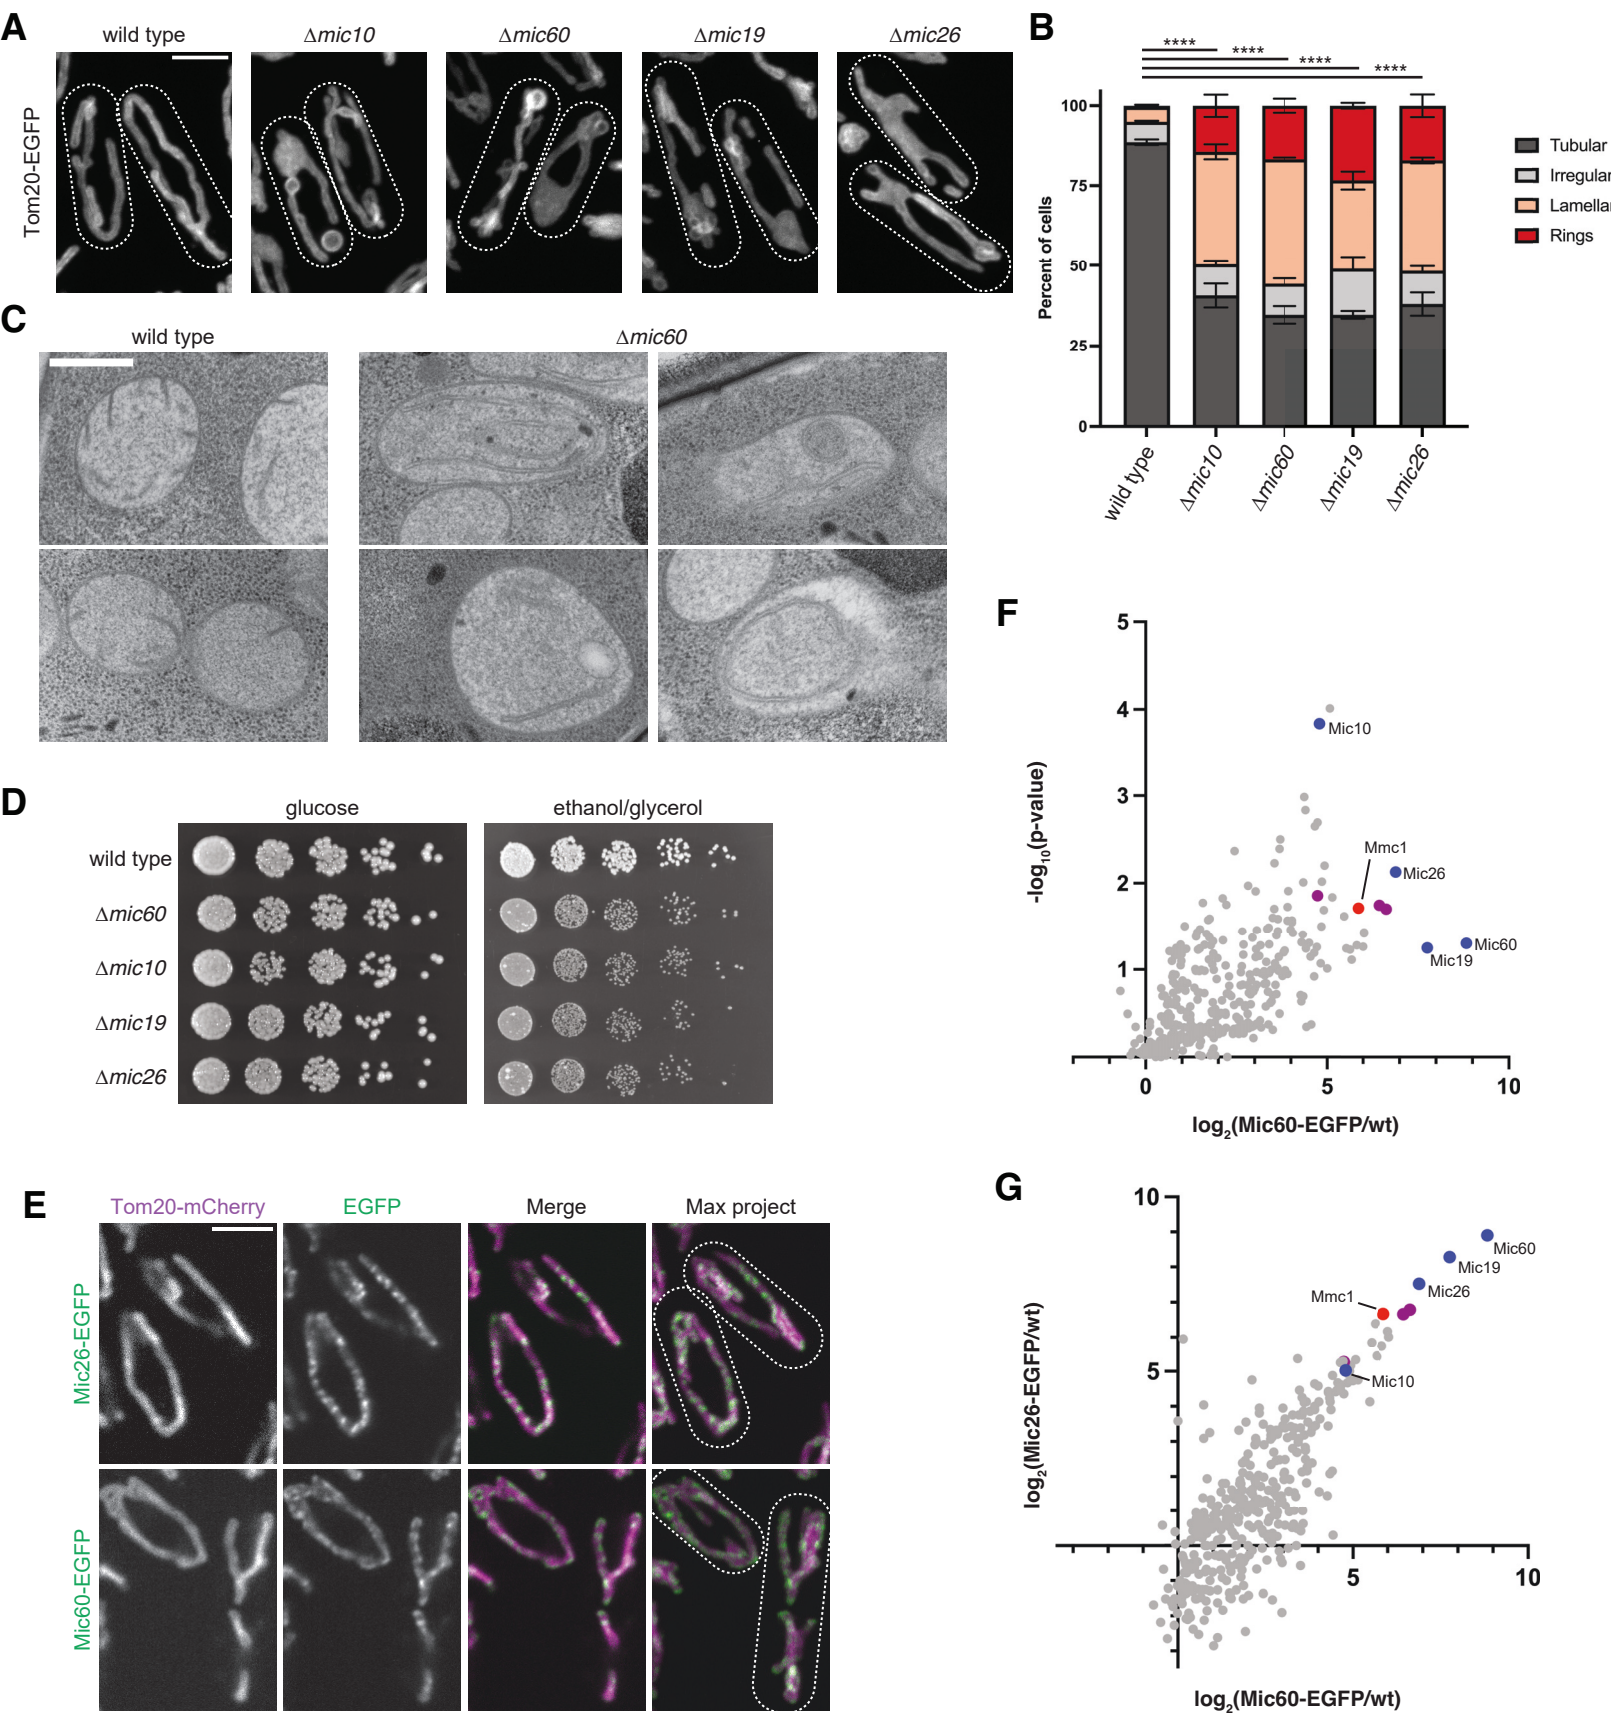 A
wild type
Δmic10
Δmic60
Δmic19
Δmic26
Tom20-EGFP
B
****
****
****
****
100
75
50
25
0
Percent of cells
wild type
Δmic10
Δmic60
Δmic19
Δmic26
Tubular
Irregular
Lamellar
Rings
C
wild type
Δmic60
D
glucose
ethanol/glycerol
wild type
Δmic60
Δmic10
Δmic19
Δmic26
E
Tom20-mCherry
EGFP
Merge
Max project
Mic26-EGFP
Mic60-EGFP
F
5
4
3
2
1
-log10(p-value)
Mic10
Mmc1
Mic26
Mic60
Mic19
0
5
10
log2(Mic60-EGFP/wt)
G
10
5
log2(Mic26-EGFP/wt)
Mic60
Mic19
Mic26
Mmc1
Mic10
5
10
log2(Mic60-EGFP/wt)